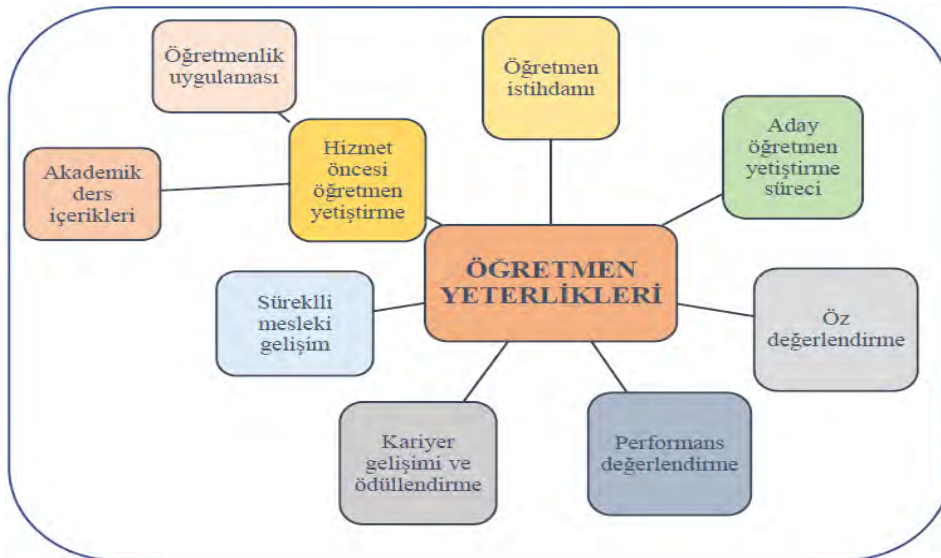 Öğretmenlik
uygulaması
Öğretmen
istihdamı
Aday
öğretmen
yetiştirme
süreci
Hizmet
öncesi
öğretmen
yetiştirme
Akademik
ders
içerikleri
ÖĞRETMEN
YETERLİKLERİ
Süreklli
mesleki
gelişim
Öz
değerlendirme
Kariyer
gelişimi ve
ödüllendirme
Performans
değerlendirme